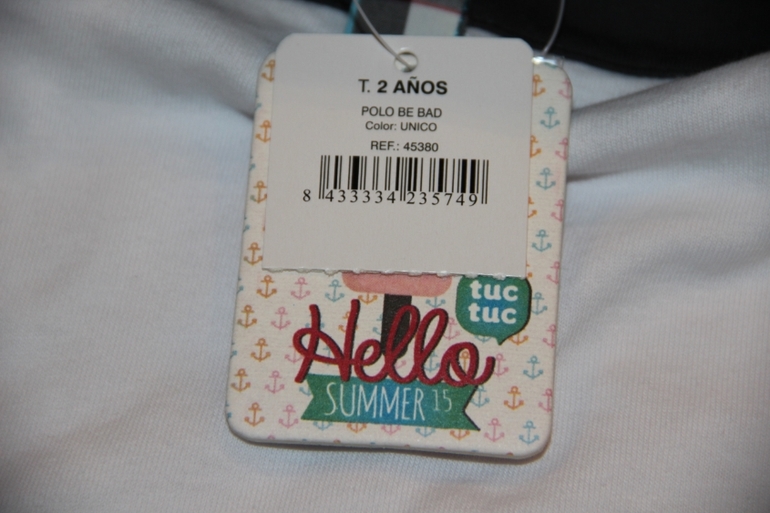 T. 2 AÑOS
POLO BE BAD
Color: UNICO
REF.: 45380
8 433334 235749
tuc
tuc
Hello
SUMMER 15